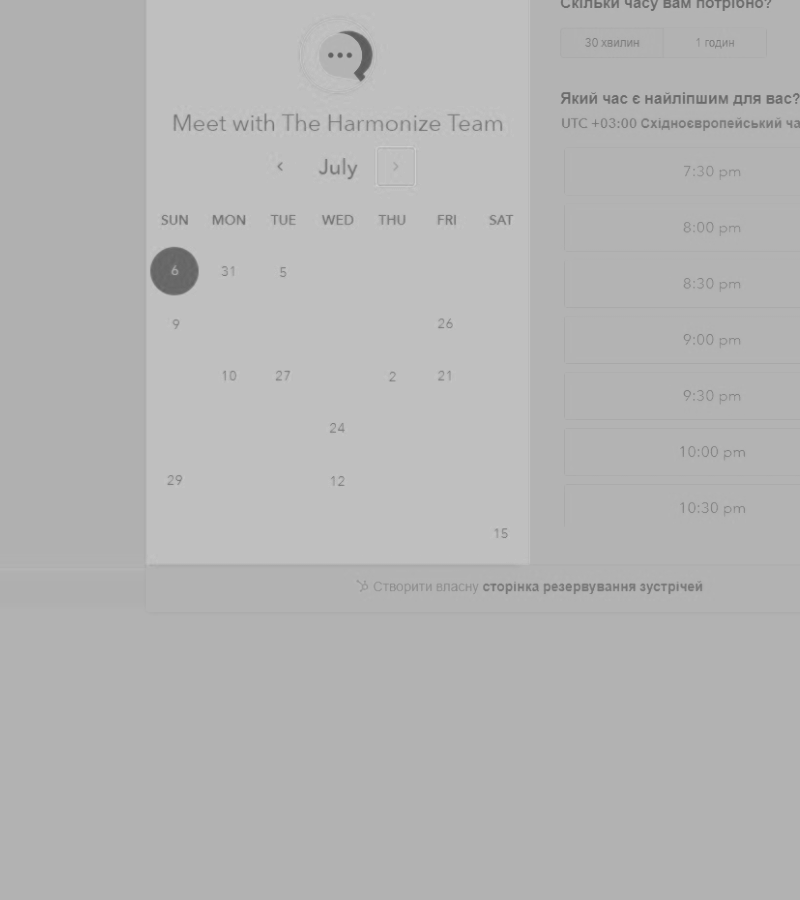 Meet with The Harmonize Team
‹ July ›
SUN MON TUE WED THU FRI SAT
6 31 5
9 26
10 27 2 21
24
29 12
15
Скільки часу вам потрібно?
30 хвилин 1 годин
Який час є найліпшим для вас?
UTC +03:00 Східноєвропейський ча
7:30 pm
8:00 pm
8:30 pm
9:00 pm
9:30 pm
10:00 pm
10:30 pm
Створити власну сторінка резервування зустрічей